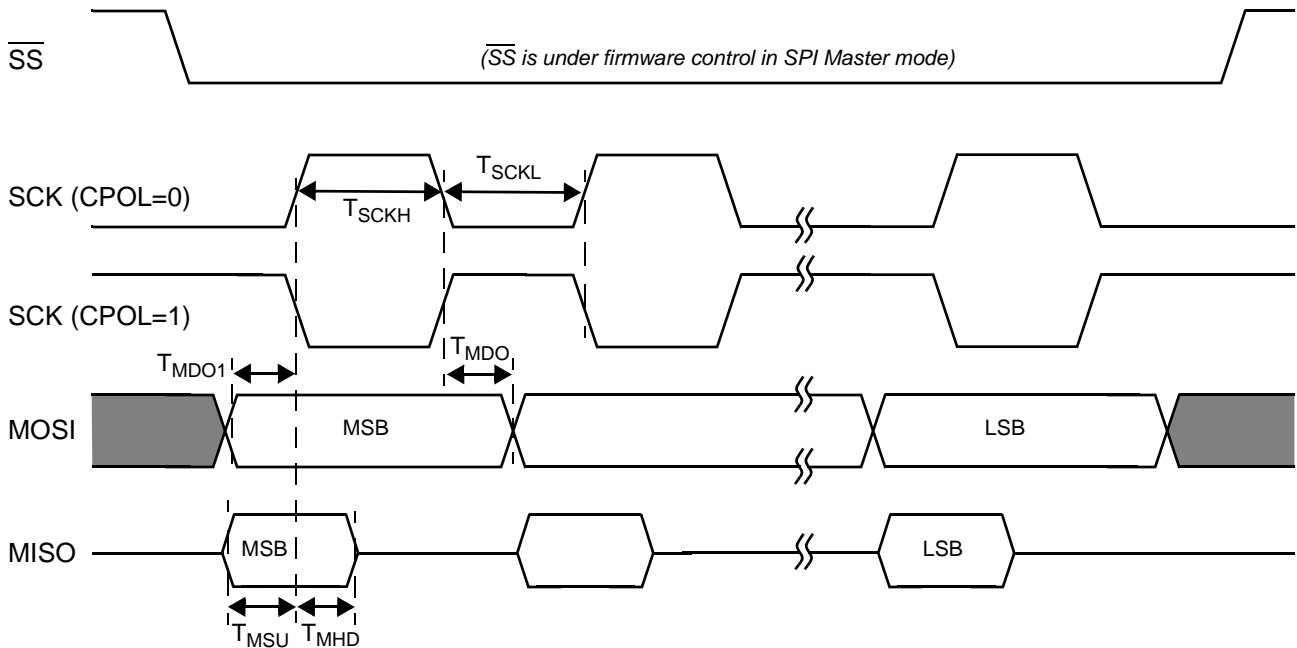 SS (SS is under firmware control in SPI Master mode)
SCK (CPOL=0)
TSCKH
TSCKL
SCK (CPOL=1)
TMDO1
TMDO
MOSI
MSB
LSB
MISO
MSB
LSB
TMSU
TMHD